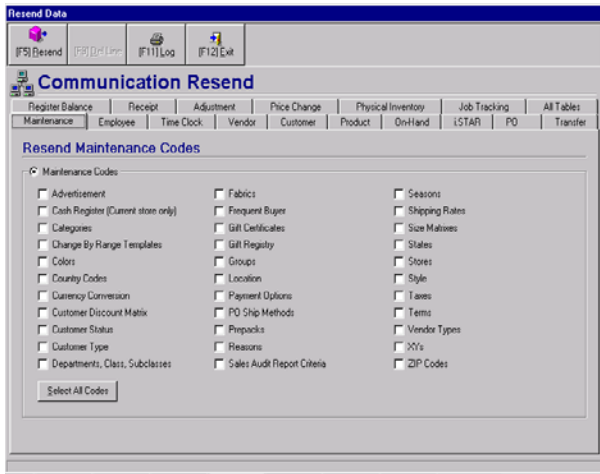 Resend Data
[F5] Resend [F9] Del Line [F11] Log [F12] Exit
Communication Resend
Register Balance Receipt Adjustment Price Change Physical Inventory Job Tracking All Tables
Maintenance Employee Time Clock Vendor Customer Product On-Hand i.STAR PO Transfer
Resend Maintenance Codes
Maintenance Codes
Advertisement Fabrics Seasons
Cash Register (Current store only) Frequent Buyer Shipping Rates
Categories Gift Certificates Size Matrixes
Change By Range Templates Gift Registry States
Colors Groups Stores
Country Codes Location Style
Currency Conversion Payment Options Taxes
Customer Discount Matrix PO Ship Methods Terms
Customer Status Prepacks Vendor Types
Customer Type Reasons XY's
Departments, Class, Subclasses Sales Audit Report Criteria ZIP Codes
Select All Codes